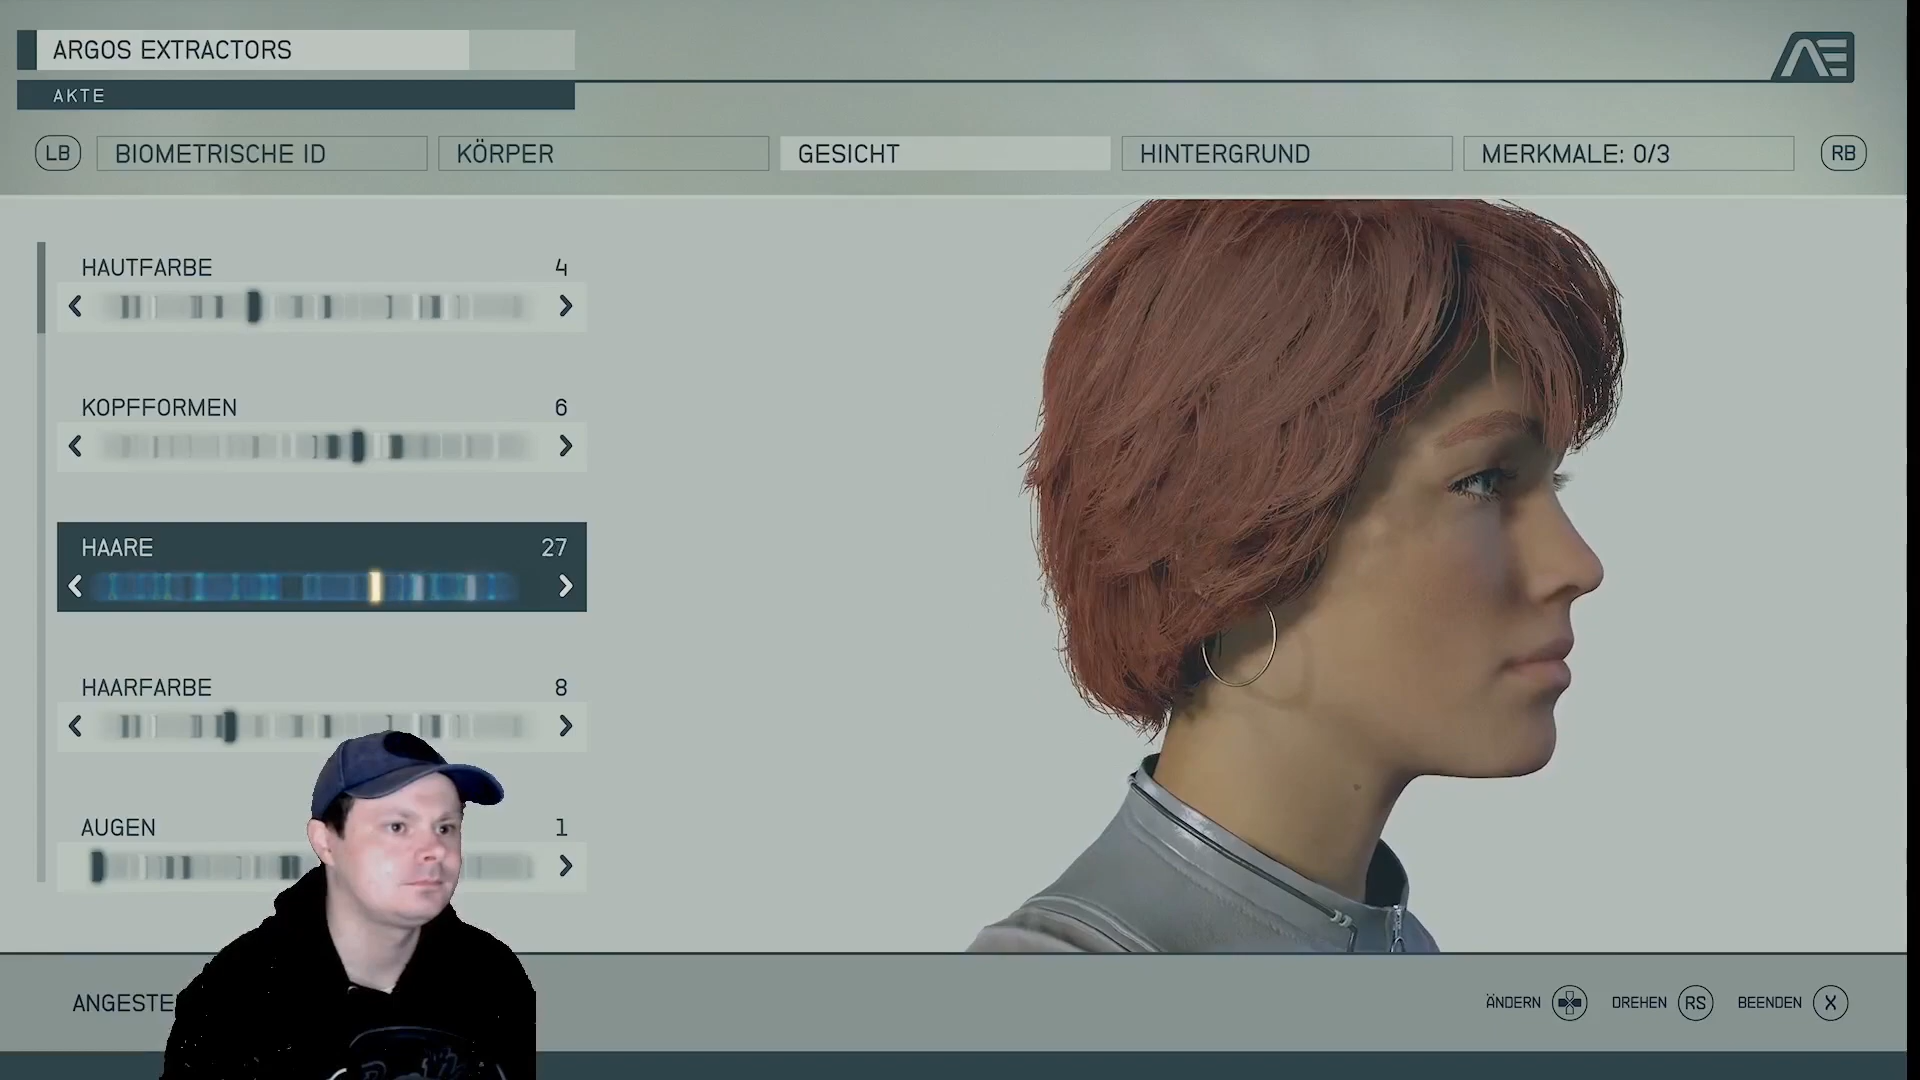 ARGOS EXTRACTORS
AE
AKTE
LB BIOMETRISCHE ID KÖRPER GESICHT HINTERGRUND MERKMALE: 0/3 RB
HAUTFARBE 4
KOPFFORMEN 6
HAARE 27
HAARFARBE 8
AUGEN 1
ÄNDERN DREHEN RS BEENDEN X